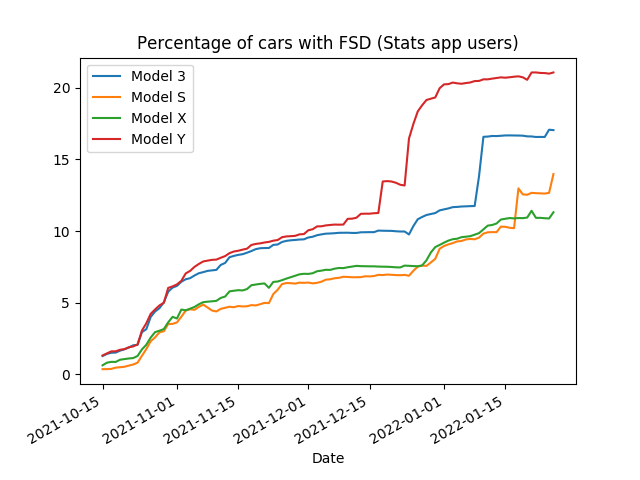 Percentage of cars with FSD (Stats app users)
Model 3
Model S
Model X
Model Y
20
15
10
5
0
2021-10-15
2021-11-01
2021-11-15
2021-12-01
2021-12-15
2022-01-01
2022-01-15
Date